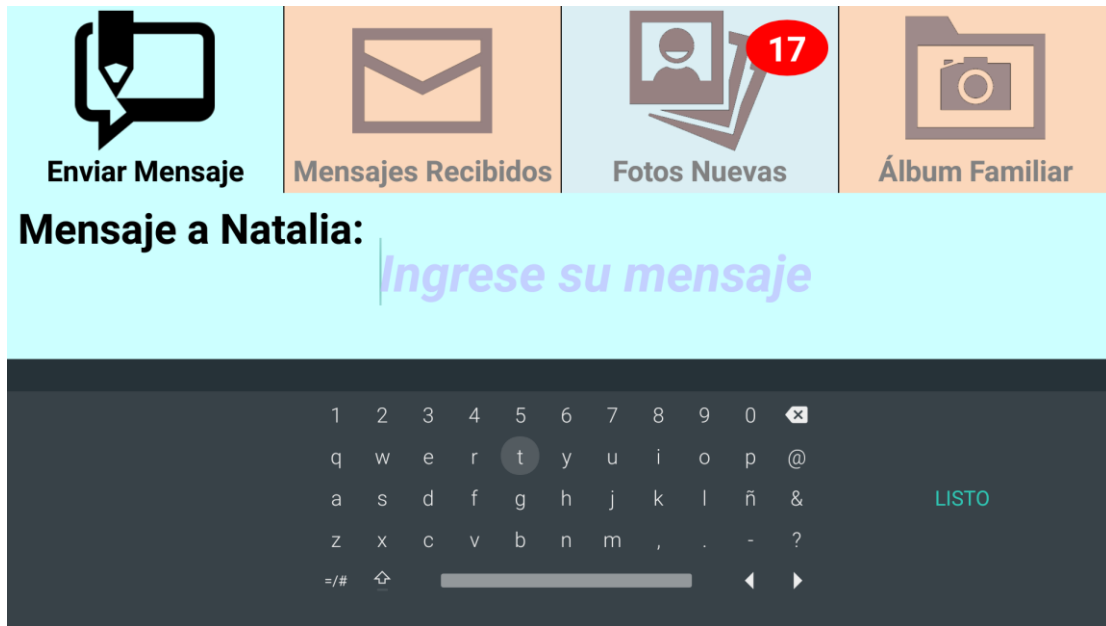 17
Enviar Mensaje
Mensajes Recibidos
Fotos Nuevas
Álbum Familiar
Mensaje a Natalia:
Ingrese su mensaje
1 2 3 4 5 6 7 8 9 0
q w e r t y u i o p @
a s d f g h j k l ñ & LISTO
z x c v b n m , . - ?
=/#